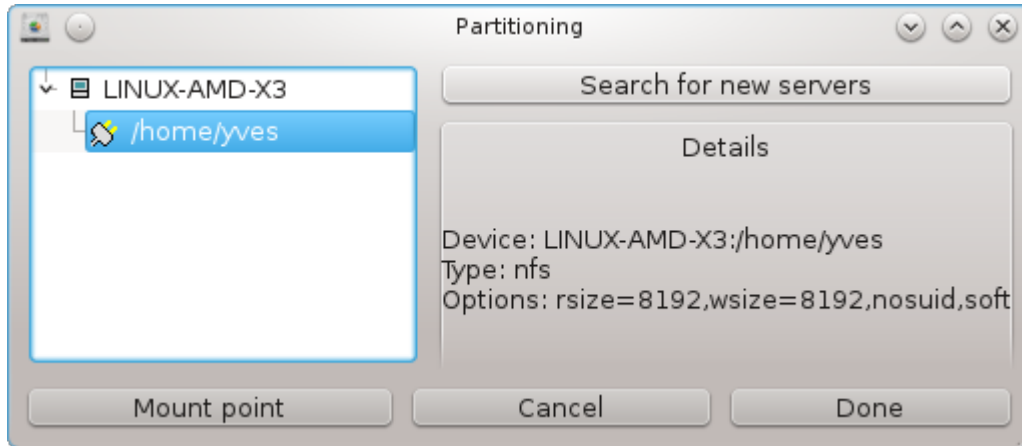 Partitioning
LINUX-AMD-X3
/home/yves
Search for new servers
Details
Device: LINUX-AMD-X3:/home/yves
Type: nfs
Options: rsize=8192,wsize=8192,nosuid,soft
Mount point
Cancel
Done